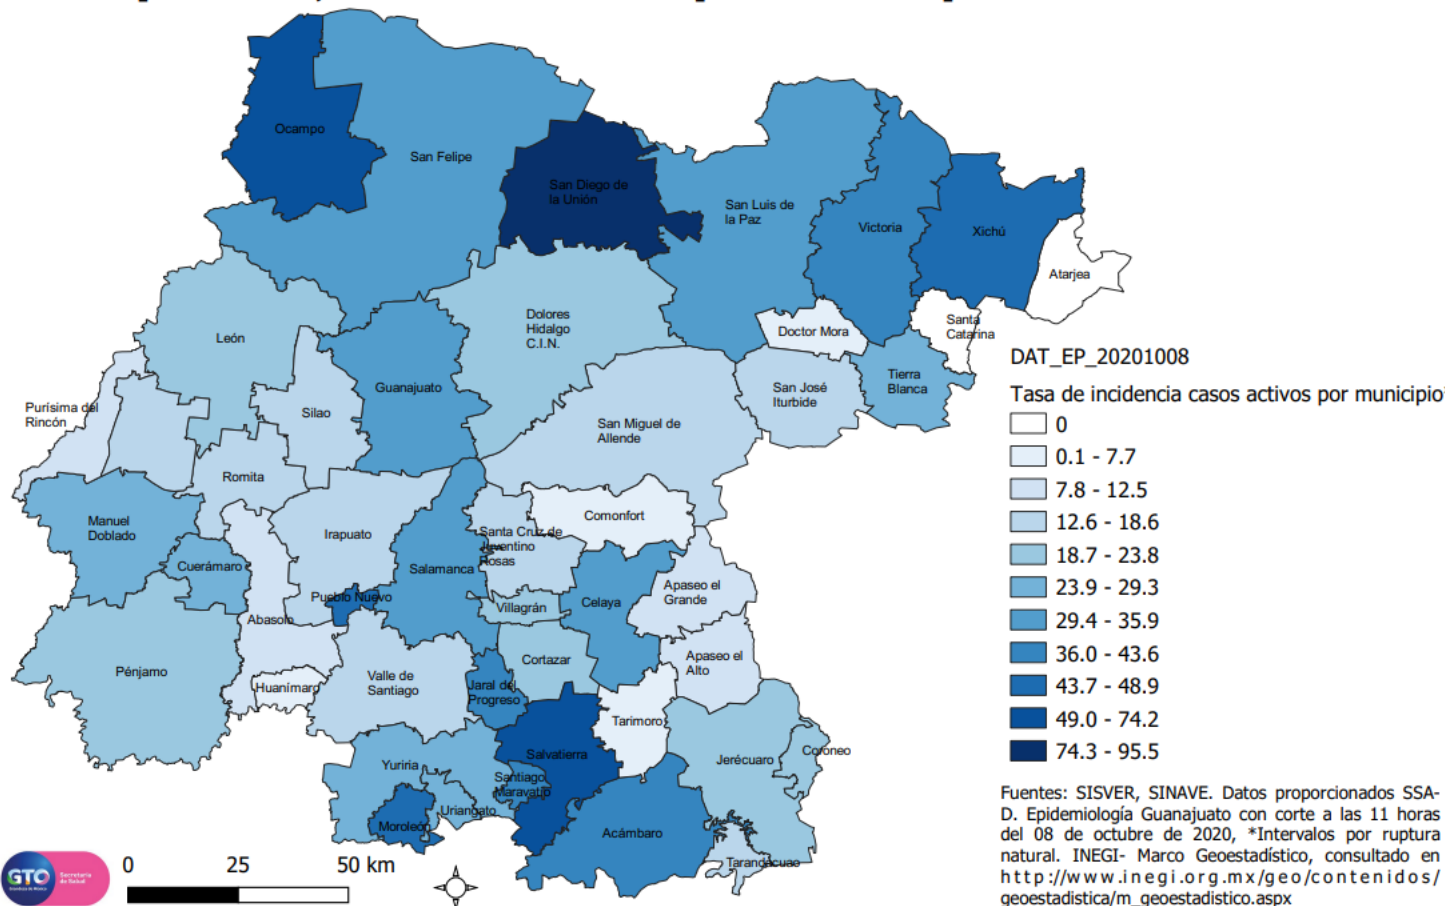 Ocampo
San Felipe
San Diego de
la Unión
San Luis de
la Paz
Victoria
Xichú
Atarjea
Santa
Catarina
Doctor Mora
Dolores
Hidalgo
C.I.N.
León
Guanajuato
Silao
Purísima del
Rincón
San José
Iturbide
Tierra
Blanca
San Miguel de
Allende
Romita
Manuel
Doblado
Irapuato
Santa Cruz de
Juventino
Rosas
Comonfort
Cuerámaro
Salamanca
Pueblo Nuevo
Villagrán
Celaya
Apaseo el
Grande
Abasolo
Pénjamo
Huanímaro
Valle de
Santiago
Cortazar
Apaseo el
Alto
Jaral del
Progreso
Tarimoro
Salvatierra
Jerécuaro
Coroneo
Yuriria
Santiago
Maravatío
Uriangato
Moroleón
Acámbaro
Tarandacuao
DAT_EP_20201008
Tasa de incidencia casos activos por municipio*
0
0.1 - 7.7
7.8 - 12.5
12.6 - 18.6
18.7 - 23.8
23.9 - 29.3
29.4 - 35.9
36.0 - 43.6
43.7 - 48.9
49.0 - 74.2
74.3 - 95.5
Fuentes: SISVER, SINAVE. Datos proporcionados SSA-
D. Epidemiología Guanajuato con corte a las 11 horas
del 08 de octubre de 2020, *Intervalos por ruptura
natural. INEGI- Marco Geoestadístico, consultado en
http://www.inegi.org.mx/geo/contenidos/
geoestadistica/m_geoestadistico.aspx
GTO
Secretaría
de Salud
0 25 50 km